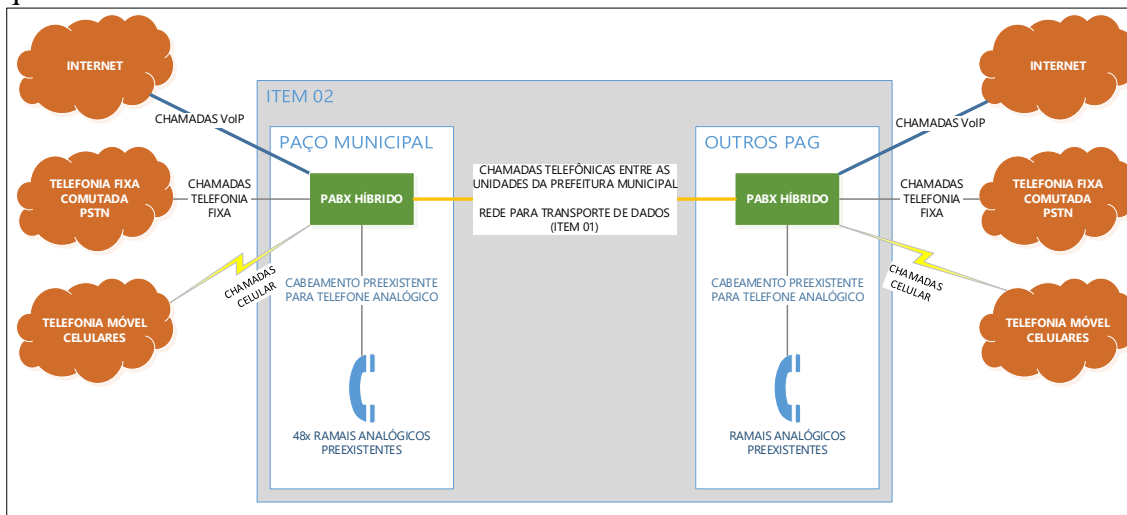 INTERNET
CHAMADAS VoIP
TELEFONIA FIXA
COMUTADA
PSTN
CHAMADAS
TELEFONIA
FIXA
TELEFONIA MÓVEL
CELULARES
CHAMADAS
CELULAR
ITEM 02
PAÇO MUNICIPAL
PABX HÍBRIDO
CABEAMENTO PREEXISTENTE
PARA TELEFONE ANALÓGICO
48x RAMAIS ANALÓGICOS
PREEXISTENTES
CHAMADAS TELEFÔNICAS ENTRE AS
UNIDADES DA PREFEITURA MUNICIPAL
REDE PARA TRANSPORTE DE DADOS
(ITEM 01)
OUTROS PAG
PABX HÍBRIDO
CABEAMENTO PREEXISTENTE
PARA TELEFONE ANALÓGICO
RAMAIS ANALÓGICOS
PREEXISTENTES
INTERNET
CHAMADAS VoIP
CHAMADAS
TELEFONIA
FIXA
TELEFONIA FIXA
COMUTADA
PSTN
CHAMADAS
CELULAR
TELEFONIA MÓVEL
CELULARES